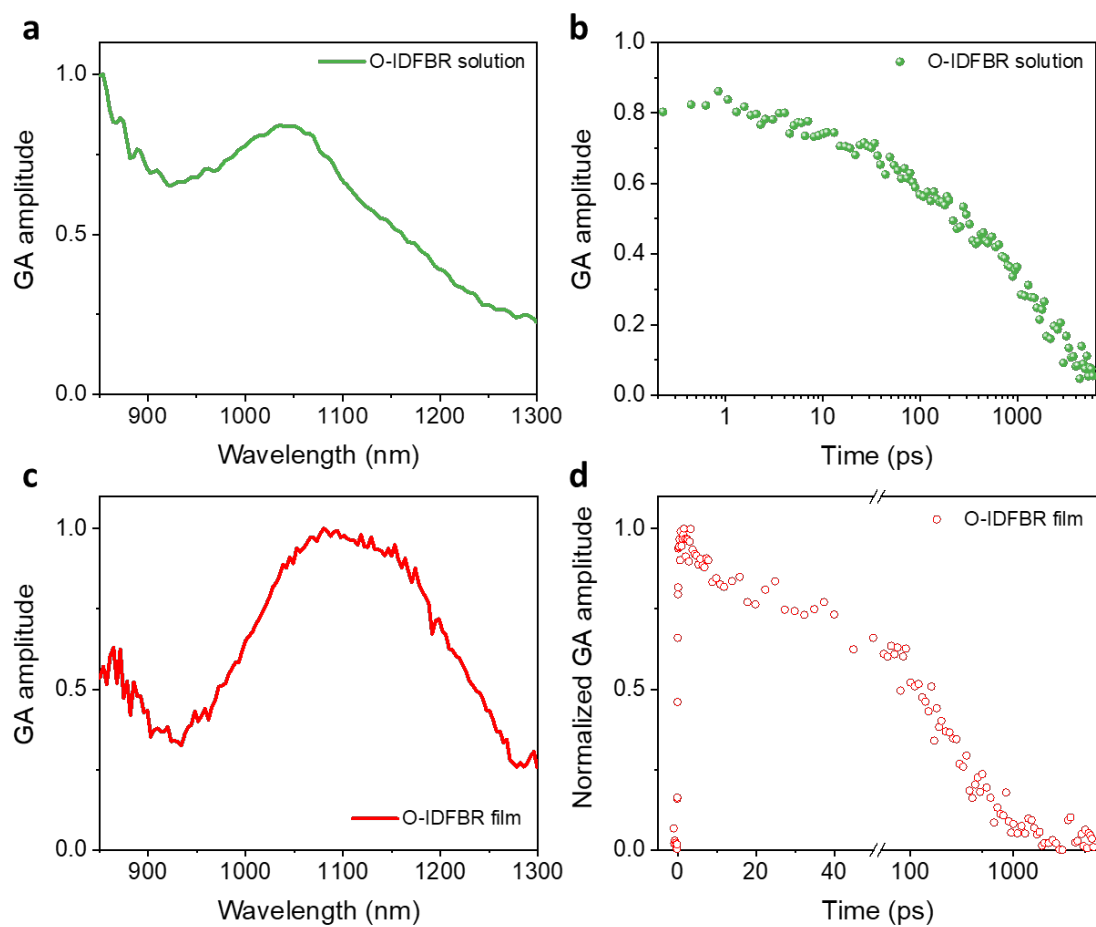 a
O-IDFBR solution
GA amplitude
1.0
0.5
0.0
900 1000 1100 1200 1300
Wavelength (nm)
b
O-IDFBR solution
GA amplitude
1.0
0.8
0.6
0.4
0.2
0.0
1 10 100 1000
Time (ps)
c
O-IDFBR film
GA amplitude
1.0
0.5
0.0
900 1000 1100 1200 1300
Wavelength (nm)
d
O-IDFBR film
Normalized GA amplitude
1.0
0.5
0.0
0 20 40 100 1000
Time (ps)